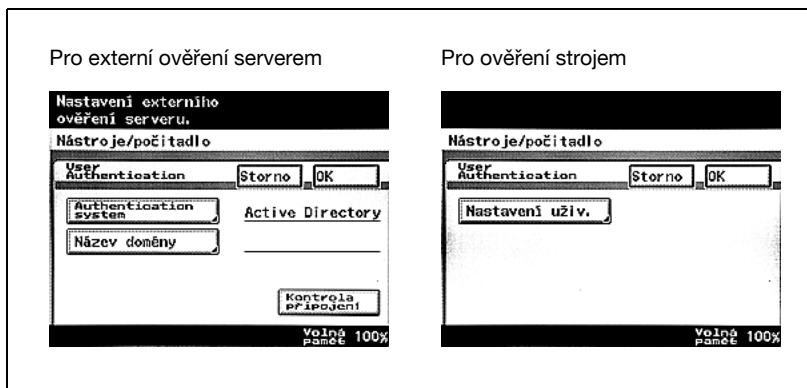 Pro externí ověření serverem
Nastavení externího
ověření serveru.
Nástroje/počitadlo
User
Authentication
Storno
OK
Authentication
system
Active Directory
Název domény
Kontrola
připojení
Volná
paměť 100%
Pro ověření strojem
Nástroje/počitadlo
User
Authentication
Storno
OK
Nastavení uživ.
Volná
paměť 100%